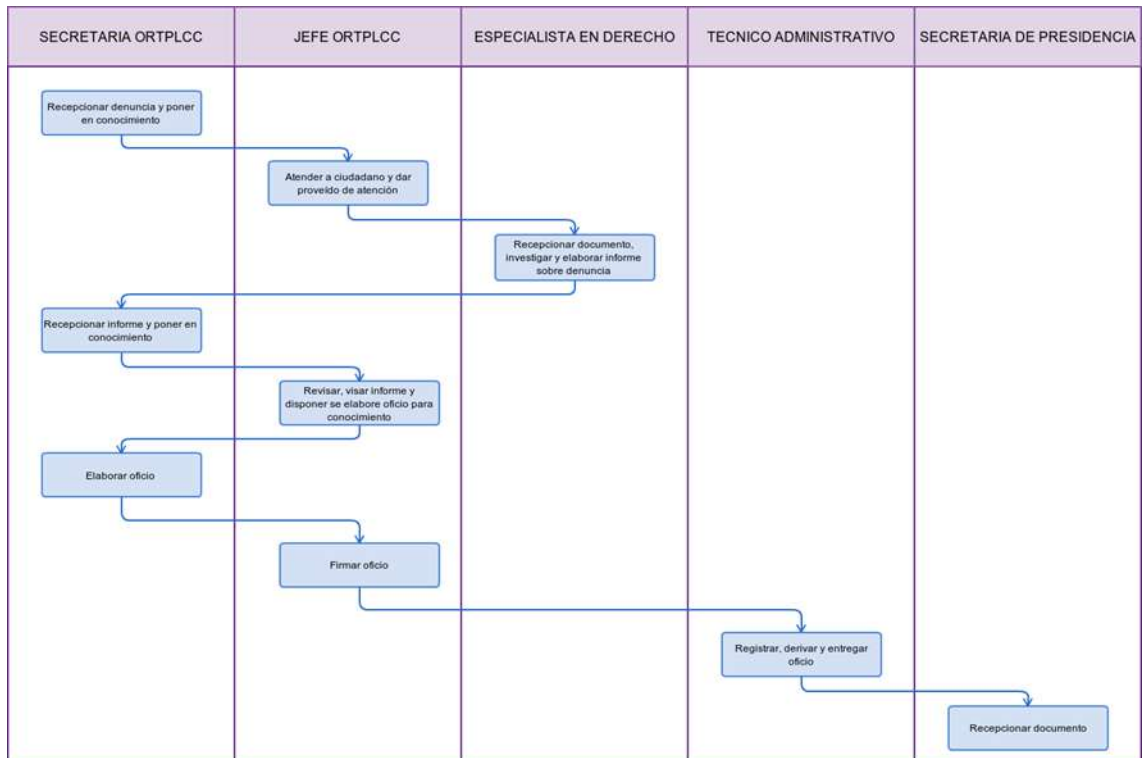 SECRETARIA ORTPLCC
JEFE ORTPLCC
ESPECIALISTA EN DERECHO
TECNICO ADMINISTRATIVO
SECRETARIA DE PRESIDENCIA
Recepcionar denuncia y poner
en conocimiento
Atender a ciudadano y dar
proveído de atención
Recepcionar documento,
investigar y elaborar informe
sobre denuncia
Recepcionar informe y poner en
conocimiento
Revisar, visar informe y
disponer se elabore oficio para
conocimiento
Elaborar oficio
Firmar oficio
Registrar, derivar y entregar
oficio
Recepcionar documento